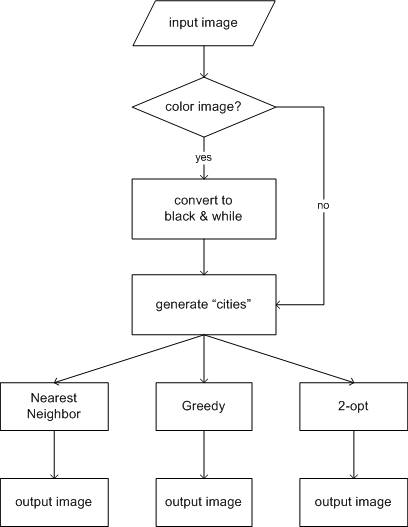 input image
color image?
yes
no
convert to
black & while
generate “cities”
Nearest
Neighbor
Greedy
2-opt
output image
output image
output image